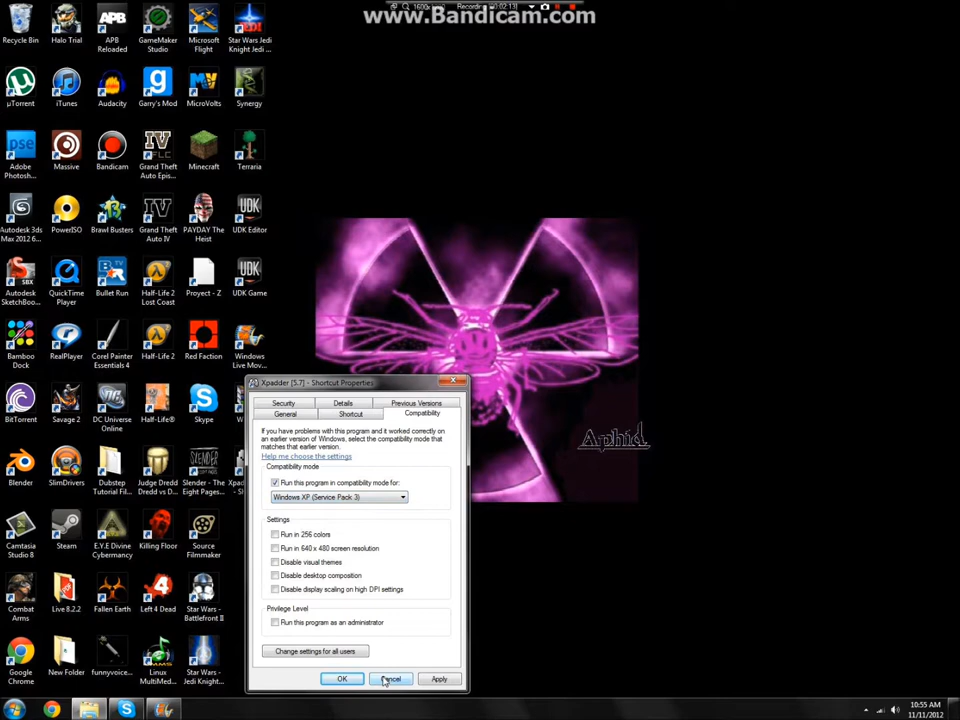 1600x
Recording [00:02:13]
www.Bandicam.com
Recycle Bin
Halo Trial
APB
Reloaded
GameMaker
Studio
Microsoft
Flight
Star Wars Jedi
Knight Jedi ...
µTorrent
iTunes
Audacity
Garry's Mod
MicroVolts
Synergy
Adobe
Photosh...
Massive
Bandicam
Grand Theft
Auto Episo...
Minecraft
Terraria
Autodesk 3ds
Max 2012 6...
PowerISO
Brawl Busters
Grand Theft
Auto IV
PAYDAY The
Heist
UDK Editor
Autodesk
SketchBoo...
QuickTime
Player
Bullet Run
Half-Life 2
Lost Coast
Proyect - Z
UDK Game
Bamboo
Dock
RealPlayer
Corel Painter
Essentials 4
Half-Life 2
Red Faction
Windows
Live Mov...
BitTorrent
Savage 2
DC Universe
Online
Half-Life®
Skype
Blender
SlimDrivers
Dubstep
Tutorial Fil...
Judge Dredd
Dredd vs D...
Slender - The
Eight Pages...
Camtasia
Studio 8
Steam
E.Y.E Divine
Cybermancy
Killing Floor
Source
Filmmaker
Combat
Arms
Live 8.2.2
Fallen Earth
Left 4 Dead
Star Wars -
Battlefront II
Google
Chrome
New Folder
funnyvoice...
Linux
MultiMed...
Star Wars -
Jedi Knight...
Aphid
Xpadder [5.7] - Shortcut Properties
Security
Details
Previous Versions
General
Shortcut
Compatibility
If you have problems with this program and it worked correctly on
an earlier version of Windows, select the compatibility mode that
matches that earlier version.
Help me choose the settings
Compatibility mode
Run this program in compatibility mode for:
Windows XP (Service Pack 3)
Settings
Run in 256 colors
Run in 640 x 480 screen resolution
Disable visual themes
Disable desktop composition
Disable display scaling on high DPI settings
Privilege Level
Run this program as an administrator
Change settings for all users
OK
Cancel
Apply
10:55 AM
11/11/2012